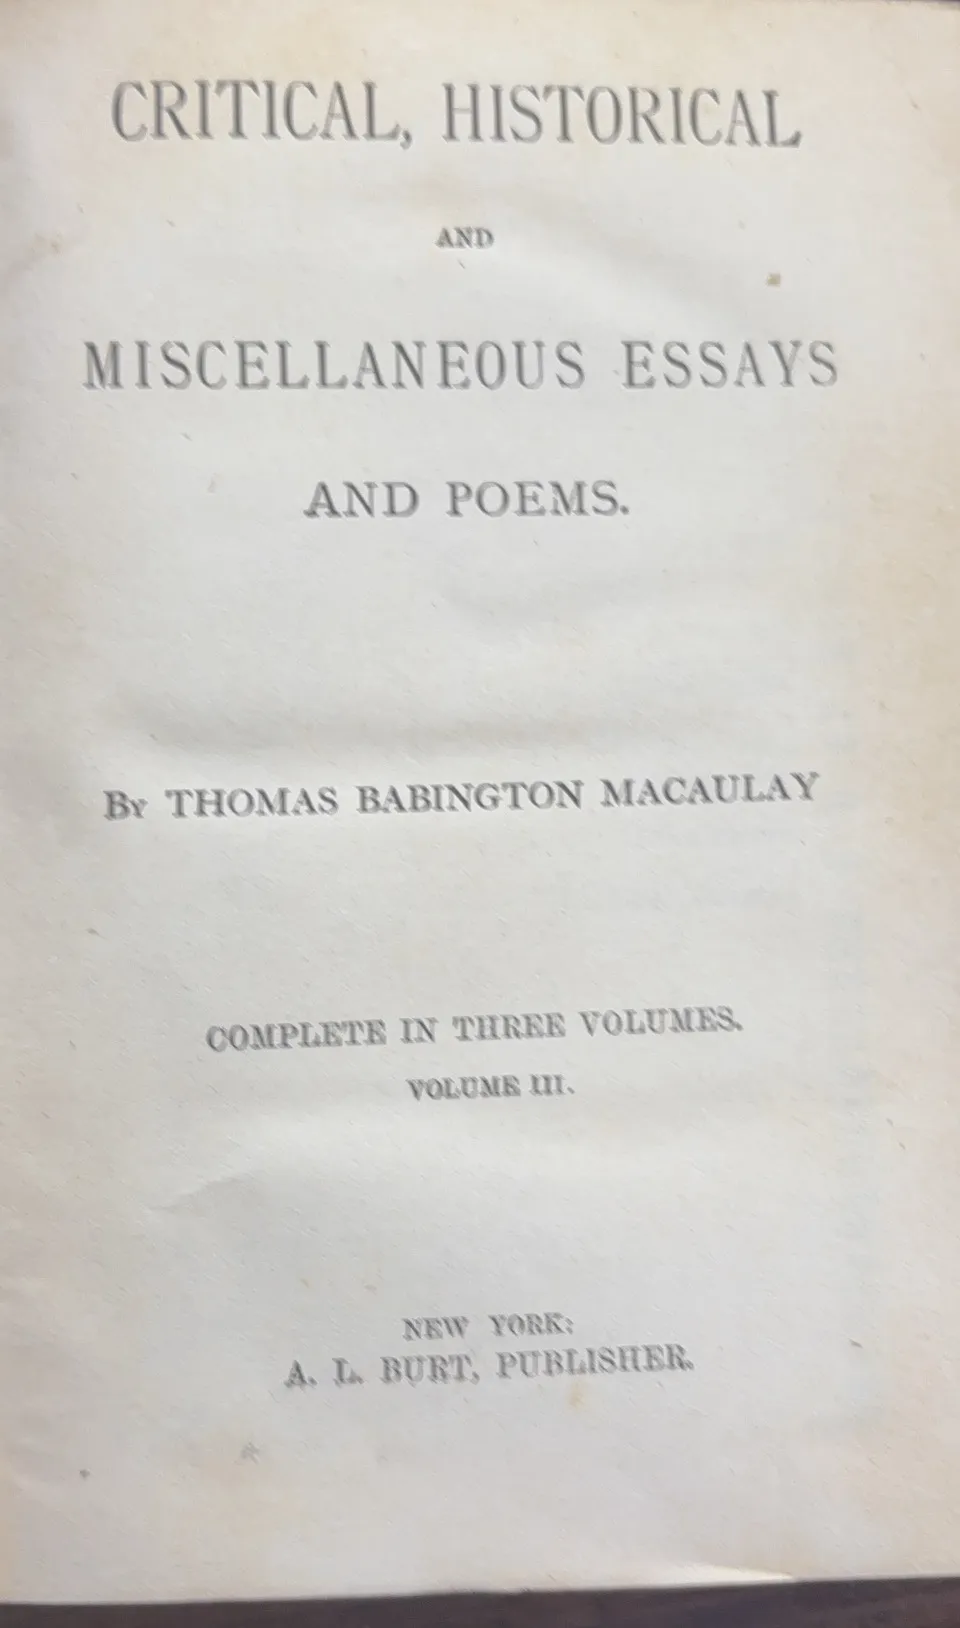 CRITICAL, HISTORICAL
AND
MISCELLANEOUS ESSAYS
AND POEMS.
By THOMAS BABINGTON MACAULAY
COMPLETE IN THREE VOLUMES.
VOLUME III.
NEW YORK:
A. L. BURT, PUBLISHER.